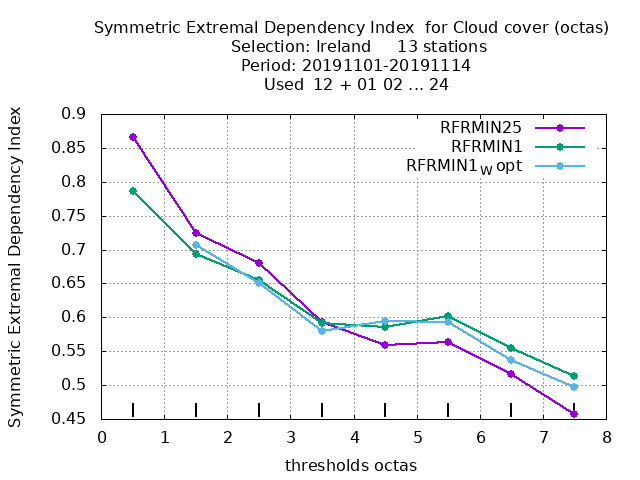 Symmetric Extremal Dependency Index  for Cloud cover (octas)
Selection: Ireland     13 stations
Period: 20191101-20191114
Used  12 + 01 02 ... 24
Symmetric Extremal Dependency Index
0.9
0.85
0.8
0.75
0.7
0.65
0.6
0.55
0.5
0.45
RFRMIN25
RFRMIN1
RFRMIN1W opt
0 1 2 3 4 5 6 7 8
thresholds octas